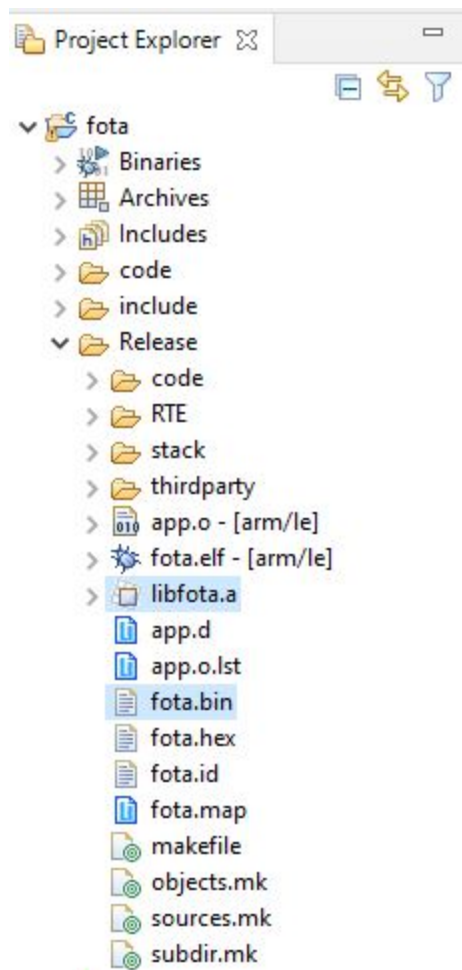 Project Explorer
fota
Binaries
Archives
Includes
code
include
Release
code
RTE
stack
thirdparty
app.o - [arm/le]
fota.elf - [arm/le]
libfota.a
app.d
app.o.lst
fota.bin
fota.hex
fota.id
fota.map
makefile
objects.mk
sources.mk
subdir.mk